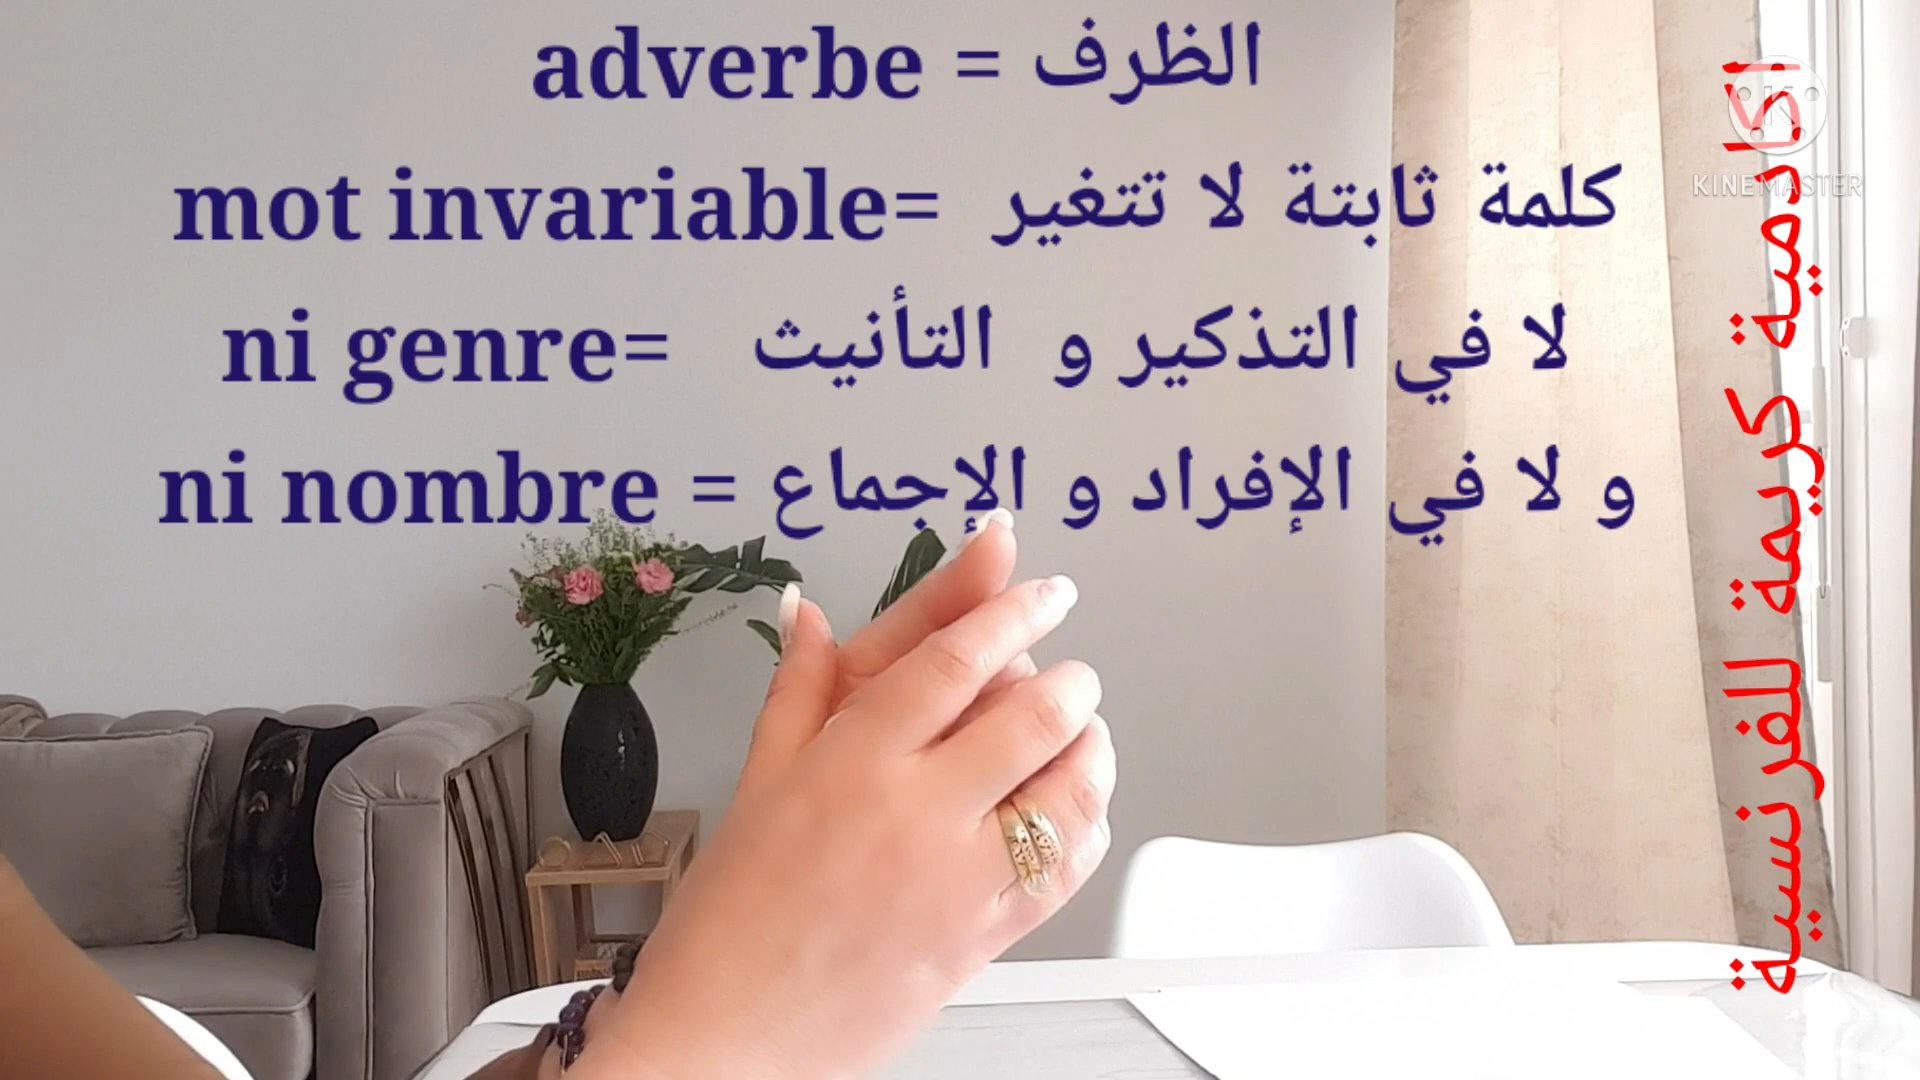 adverbe = الظرف
mot invariable= كلمة ثابتة لا تتغير
ni genre= لا في التذكير و التأنيث
ni nombre = و لا في الإفراد و الإجماع
اكادمية كريمة للفرنسية
KINEMASTER